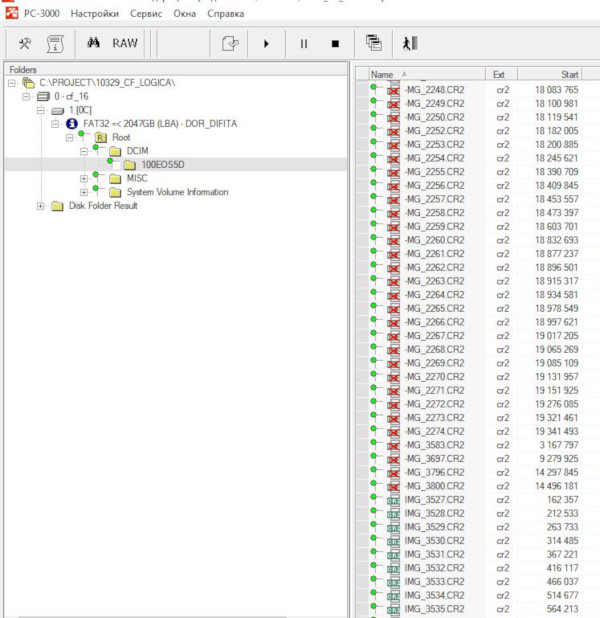 PC-3000 Настройки Сервис Окна Справка
RAW
Folders
C:\PROJECT\10329_CF_LOGICA\
0 - cf_16
1 [0C]
FAT32 =< 2047GB (LBA) - DOR_DIFITA
Root
DCIM
100EOS5D
MISC
System Volume Information
Disk Folder Result
Name Ext Start
-MG_2248.CR2 cr2 18 083 765
-MG_2249.CR2 cr2 18 100 981
-MG_2250.CR2 cr2 18 119 541
-MG_2252.CR2 cr2 18 182 005
-MG_2253.CR2 cr2 18 200 885
-MG_2254.CR2 cr2 18 245 621
-MG_2255.CR2 cr2 18 390 709
-MG_2256.CR2 cr2 18 409 845
-MG_2257.CR2 cr2 18 453 557
-MG_2258.CR2 cr2 18 473 397
-MG_2259.CR2 cr2 18 603 701
-MG_2260.CR2 cr2 18 832 693
-MG_2261.CR2 cr2 18 877 237
-MG_2262.CR2 cr2 18 896 501
-MG_2263.CR2 cr2 18 915 317
-MG_2264.CR2 cr2 18 934 581
-MG_2265.CR2 cr2 18 978 549
-MG_2266.CR2 cr2 18 997 621
-MG_2267.CR2 cr2 19 017 205
-MG_2268.CR2 cr2 19 065 269
-MG_2269.CR2 cr2 19 085 109
-MG_2270.CR2 cr2 19 131 957
-MG_2271.CR2 cr2 19 151 925
-MG_2272.CR2 cr2 19 276 085
-MG_2273.CR2 cr2 19 321 461
-MG_2274.CR2 cr2 19 341 493
-MG_3583.CR2 cr2 3 167 797
-MG_3697.CR2 cr2 9 279 925
-MG_3796.CR2 cr2 14 297 845
-MG_3800.CR2 cr2 14 496 181
IMG_3527.CR2 cr2 162 357
IMG_3528.CR2 cr2 212 533
IMG_3529.CR2 cr2 263 733
IMG_3530.CR2 cr2 314 485
IMG_3531.CR2 cr2 367 221
IMG_3532.CR2 cr2 416 117
IMG_3533.CR2 cr2 466 037
IMG_3534.CR2 cr2 514 677
IMG_3535.CR2 cr2 564 213